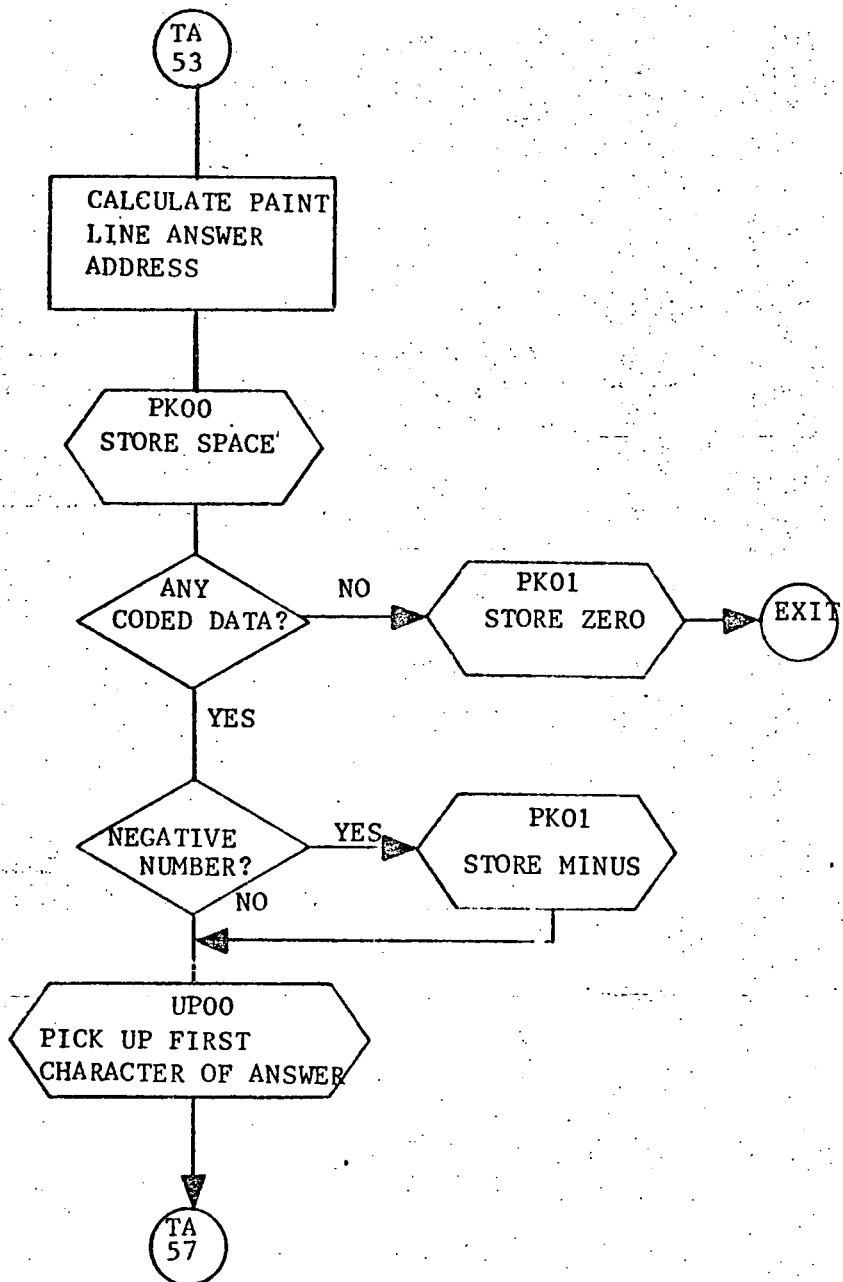 TA
53
CALCULATE PAINT
LINE ANSWER
ADDRESS
PK00
STORE SPACE
ANY
CODED DATA?
NO
PK01
STORE ZERO
EXIT
YES
NEGATIVE
NUMBER?
YES
PK01
STORE MINUS
NO
UP00
PICK UP FIRST
CHARACTER OF ANSWER
TA
57